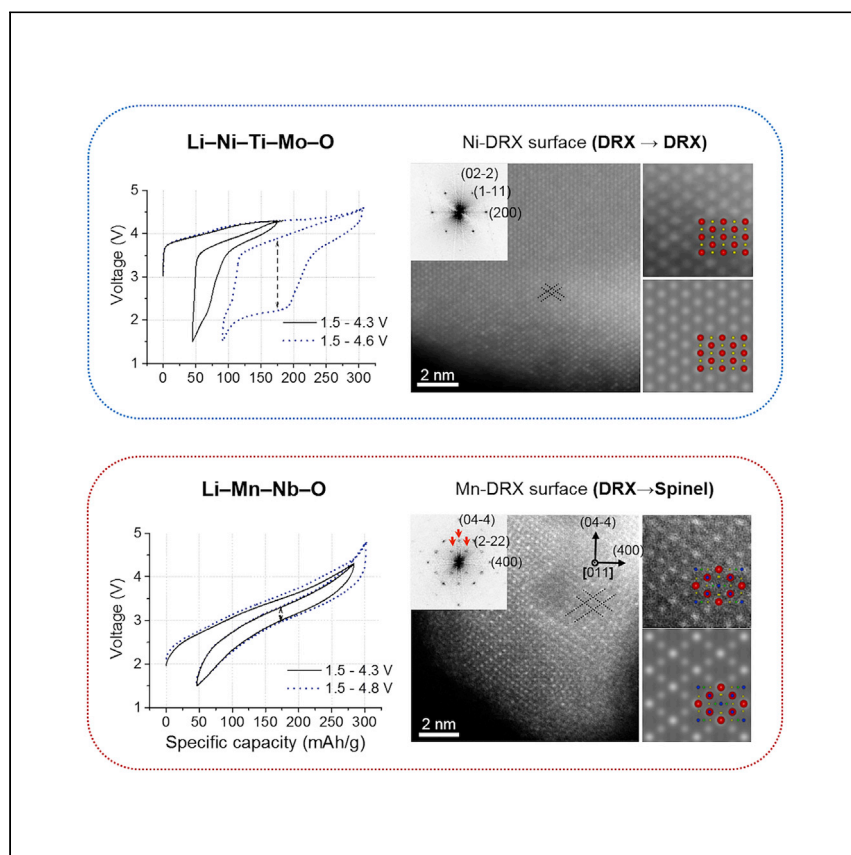 Li–Ni–Ti–Mo–O
5
4
3
2
1
Voltage (V)
1.5 - 4.3 V
1.5 - 4.6 V
0 50 100 150 200 250 300
Ni-DRX surface (DRX → DRX)
(02-2)
(1-11)
(200)
2 nm
Li–Mn–Nb–O
5
4
3
2
1
Voltage (V)
1.5 - 4.3 V
1.5 - 4.8 V
0 50 100 150 200 250 300
Specific capacity (mAh/g)
Mn-DRX surface (DRX→Spinel)
(04-4)
(2-22)
(400)
(04-4)
(400)
[011]
2 nm